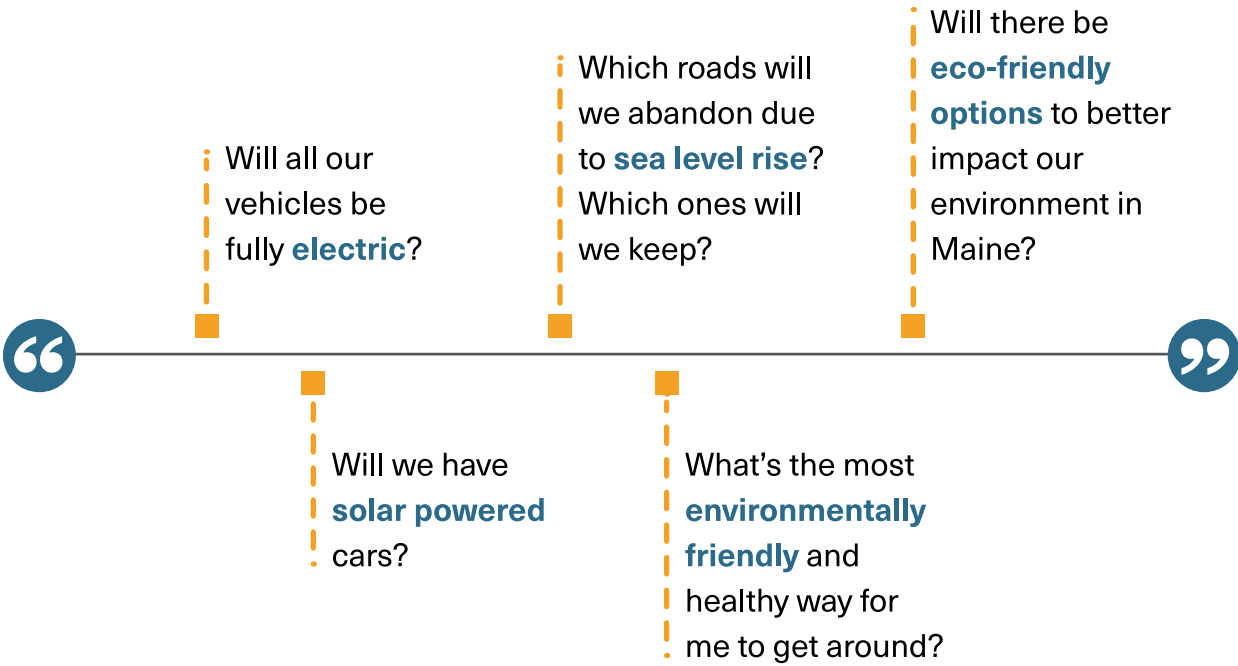 “
Will all our
vehicles be
fully electric?
Will we have
solar powered
cars?
Which roads will
we abandon due
to sea level rise?
Which ones will
we keep?
What’s the most
environmentally
friendly and
healthy way for
me to get around?
Will there be
eco-friendly
options to better
impact our
environment in
Maine?
”